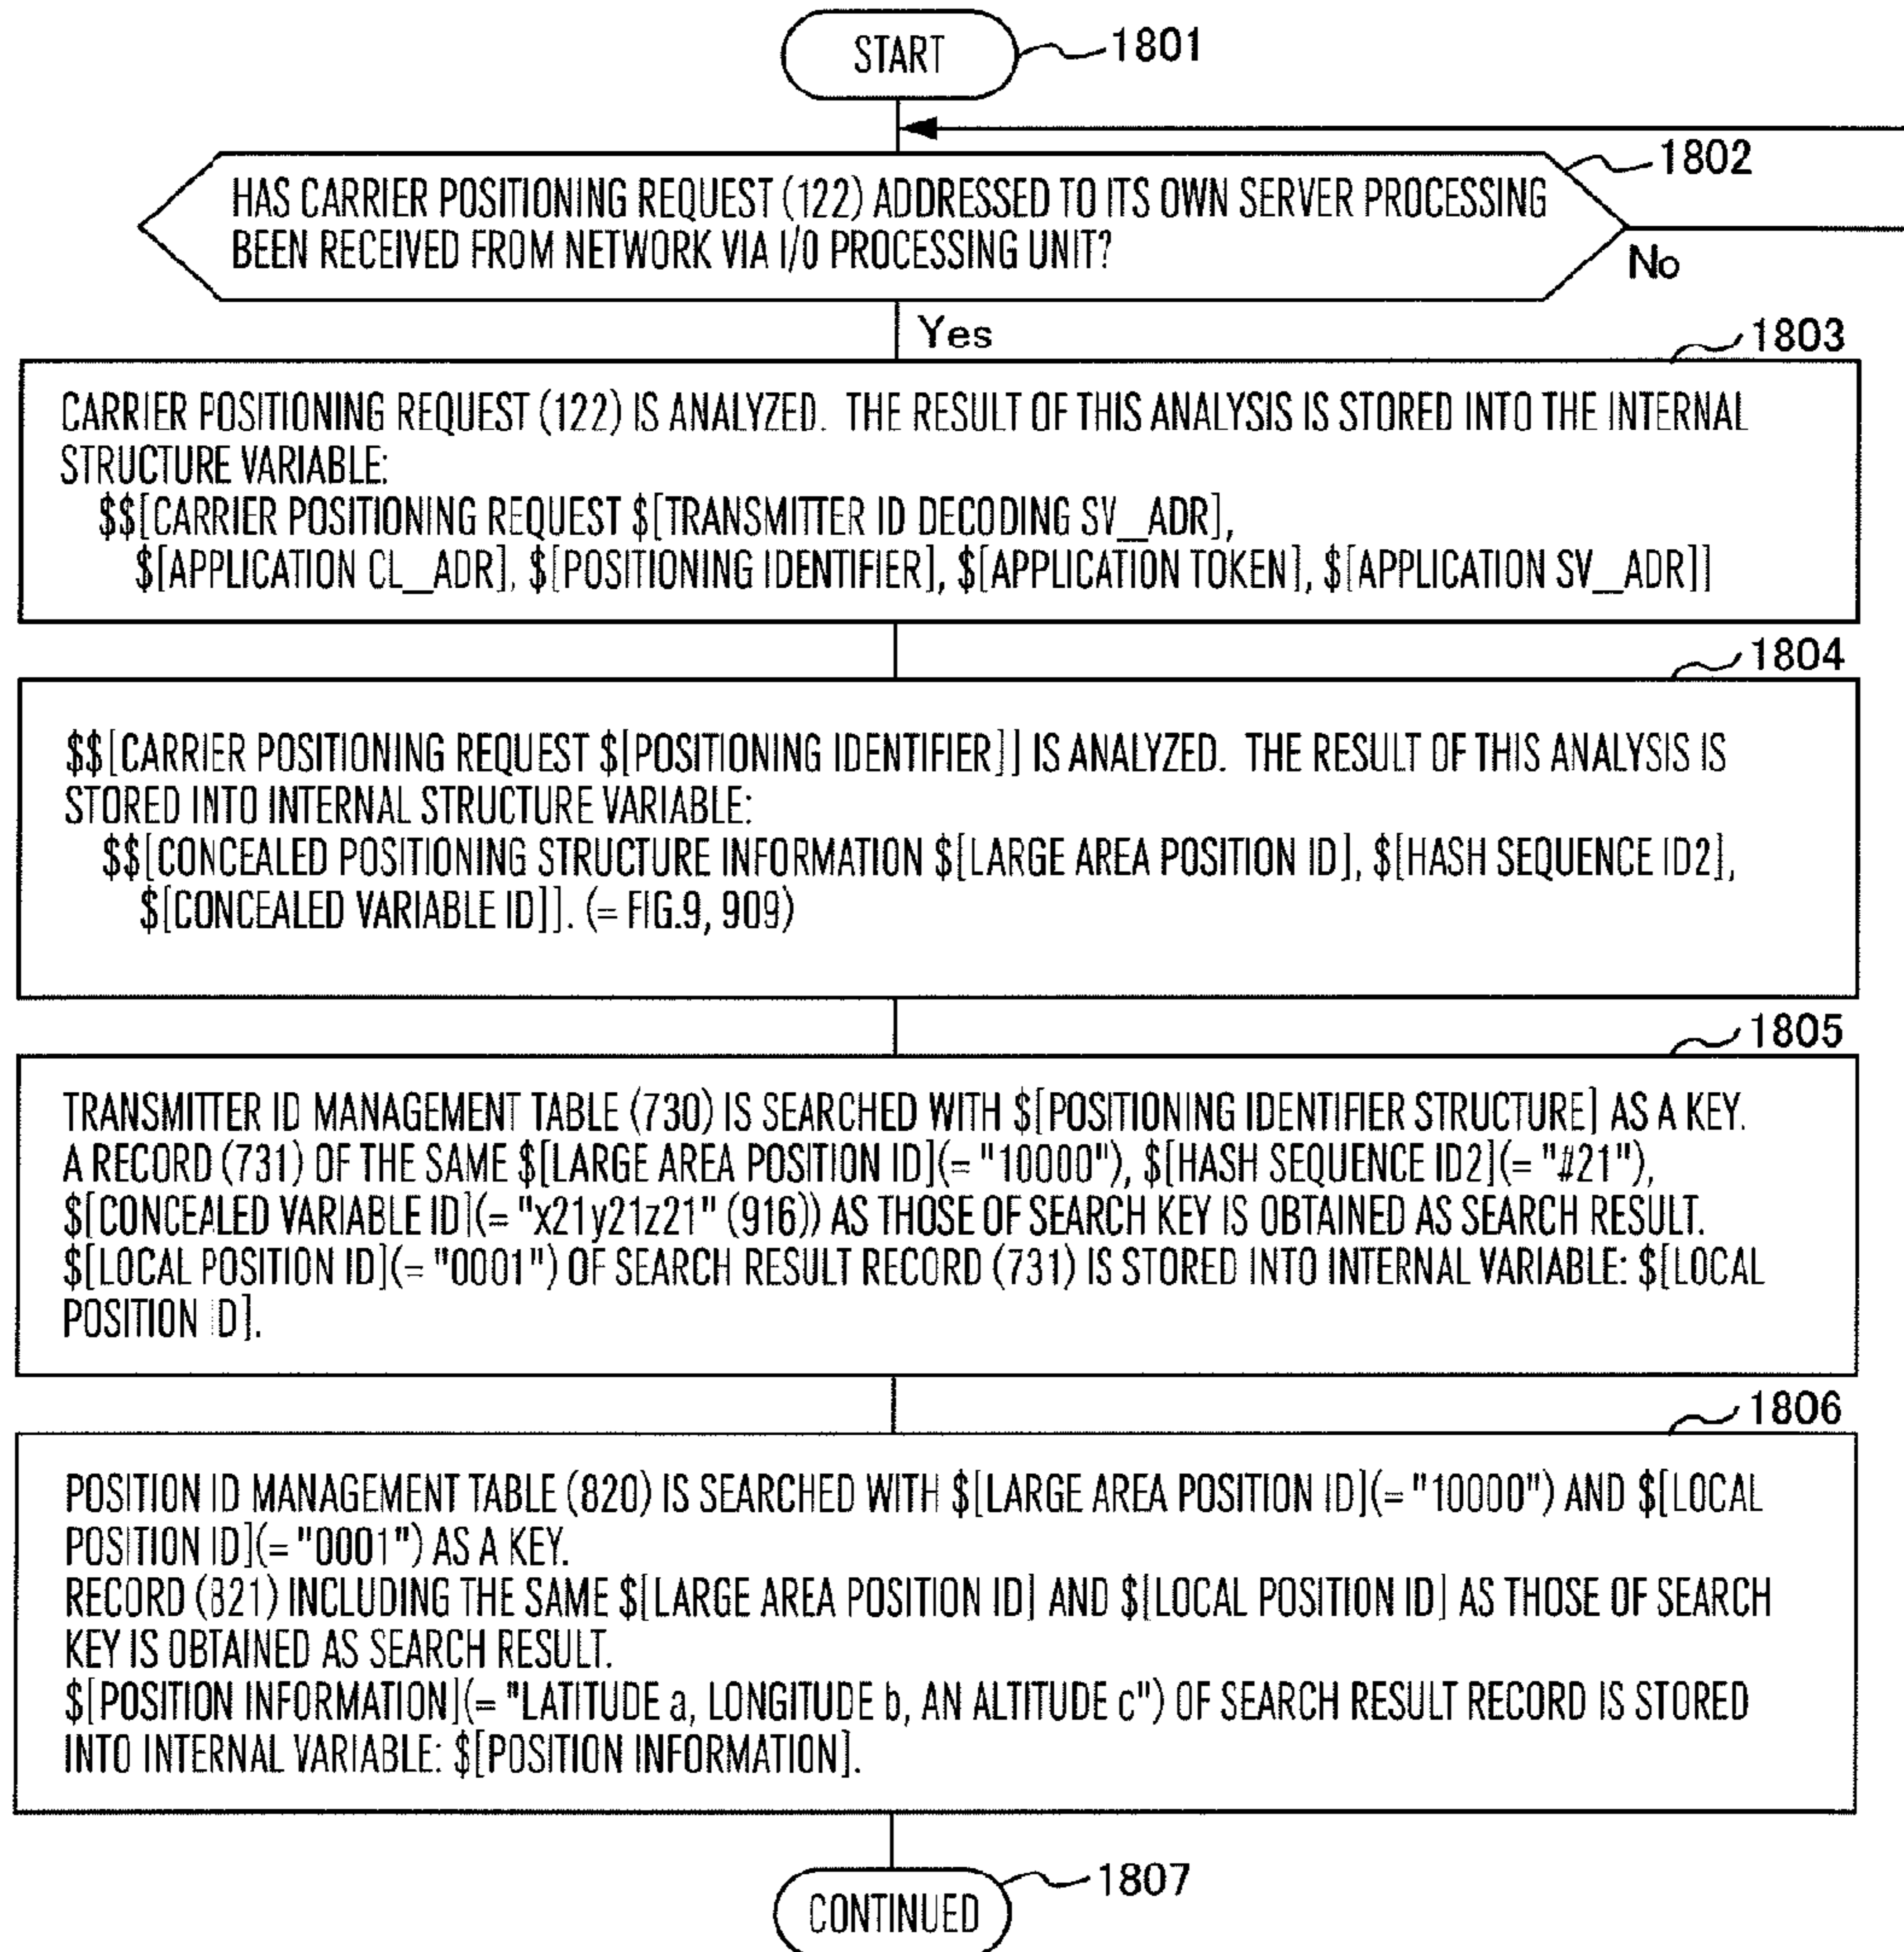 START
1801
1802
HAS CARRIER POSITIONING REQUEST (122) ADDRESSED TO ITS OWN SERVER PROCESSING
BEEN RECEIVED FROM NETWORK VIA I/O PROCESSING UNIT?
No
Yes
1803
CARRIER POSITIONING REQUEST (122) IS ANALYZED. THE RESULT OF THIS ANALYSIS IS STORED INTO THE INTERNAL
STRUCTURE VARIABLE:
$$[CARRIER POSITIONING REQUEST $[TRANSMITTER ID DECODING SV_ADR],
$[APPLICATION CL_ADR], $[POSITIONING IDENTIFIER], $[APPLICATION TOKEN], $[APPLICATION SV_ADR]]
1804
$$[CARRIER POSITIONING REQUEST $[POSITIONING IDENTIFIER]] IS ANALYZED. THE RESULT OF THIS ANALYSIS IS
STORED INTO INTERNAL STRUCTURE VARIABLE:
$$[CONCEALED POSITIONING STRUCTURE INFORMATION $[LARGE AREA POSITION ID], $[HASH SEQUENCE ID2],
$[CONCEALED VARIABLE ID]]. (= FIG.9, 909)
1805
TRANSMITTER ID MANAGEMENT TABLE (730) IS SEARCHED WITH $[POSITIONING IDENTIFIER STRUCTURE] AS A KEY.
A RECORD (731) OF THE SAME $[LARGE AREA POSITION ID](= "10000"), $[HASH SEQUENCE ID2](= "#21"),
$[CONCEALED VARIABLE ID](= "x21y21z21" (916)) AS THOSE OF SEARCH KEY IS OBTAINED AS SEARCH RESULT.
$[LOCAL POSITION ID](= "0001") OF SEARCH RESULT RECORD (731) IS STORED INTO INTERNAL VARIABLE: $[LOCAL
POSITION ID].
1806
POSITION ID MANAGEMENT TABLE (820) IS SEARCHED WITH $[LARGE AREA POSITION ID](= "10000") AND $[LOCAL
POSITION ID](= "0001") AS A KEY.
RECORD (821) INCLUDING THE SAME $[LARGE AREA POSITION ID] AND $[LOCAL POSITION ID] AS THOSE OF SEARCH
KEY IS OBTAINED AS SEARCH RESULT.
$[POSITION INFORMATION](= "LATITUDE a, LONGITUDE b, AN ALTITUDE c") OF SEARCH RESULT RECORD IS STORED
INTO INTERNAL VARIABLE: $[POSITION INFORMATION].
1807
CONTINUED